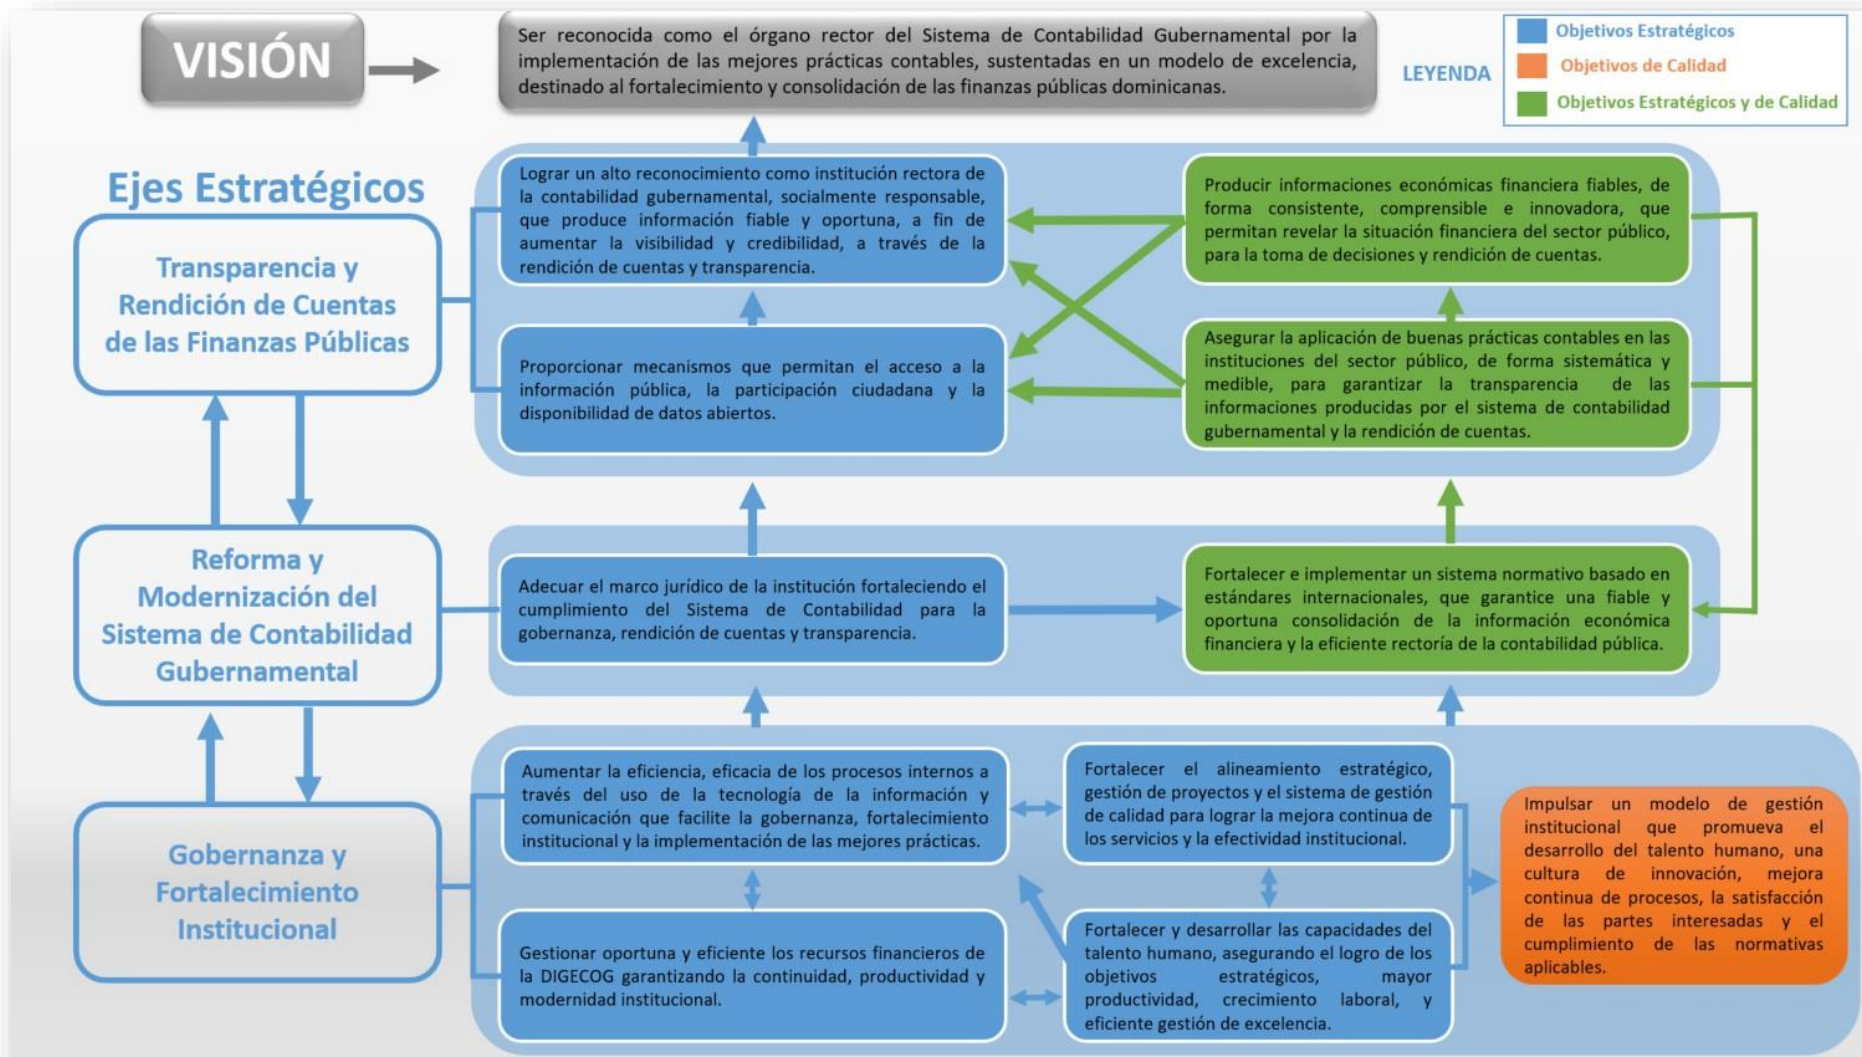 VISIÓN
Ser reconocida como el órgano rector del Sistema de Contabilidad Gubernamental por la
implementación de las mejores prácticas contables, sustentadas en un modelo de excelencia,
destinado al fortalecimiento y consolidación de las finanzas públicas dominicanas.
LEYENDA
Objetivos Estratégicos
Objetivos de Calidad
Objetivos Estratégicos y de Calidad
Ejes Estratégicos
Transparencia y
Rendición de Cuentas
de las Finanzas Públicas
Lograr un alto reconocimiento como institución rectora de
la contabilidad gubernamental, socialmente responsable,
que produce información fiable y oportuna, a fin de
aumentar la visibilidad y credibilidad, a través de la
rendición de cuentas y transparencia.
Producir informaciones económicas financiera fiables, de
forma consistente, comprensible e innovadora, que
permitan revelar la situación financiera del sector público,
para la toma de decisiones y rendición de cuentas.
Proporcionar mecanismos que permitan el acceso a la
información pública, la participación ciudadana y la
disponibilidad de datos abiertos.
Asegurar la aplicación de buenas prácticas contables en las
instituciones del sector público, de forma sistemática y
medible, para garantizar la transparencia de las
informaciones producidas por el sistema de contabilidad
gubernamental y la rendición de cuentas.
Reforma y
Modernización del
Sistema de Contabilidad
Gubernamental
Adecuar el marco jurídico de la institución fortaleciendo el
cumplimiento del Sistema de Contabilidad para la
gobernanza, rendición de cuentas y transparencia.
Fortalecer e implementar un sistema normativo basado en
estándares internacionales, que garantice una fiable y
oportuna consolidación de la información económica
financiera y la eficiente rectoría de la contabilidad pública.
Gobernanza y
Fortalecimiento
Institucional
Aumentar la eficiencia, eficacia de los procesos internos a
través del uso de la tecnología de la información y
comunicación que facilite la gobernanza, fortalecimiento
institucional y la implementación de las mejores prácticas.
Fortalecer el alineamiento estratégico,
gestión de proyectos y el sistema de gestión
de calidad para lograr la mejora continua de
los servicios y la efectividad institucional.
Gestionar oportuna y eficiente los recursos financieros de
la DIGECOG garantizando la continuidad, productividad y
modernidad institucional.
Fortalecer y desarrollar las capacidades del
talento humano, asegurando el logro de los
objetivos estratégicos, mayor
productividad, crecimiento laboral, y
eficiente gestión de excelencia.
Impulsar un modelo de gestión
institucional que promueva el
desarrollo del talento humano, una
cultura de innovación, mejora
continua de procesos, la satisfacción
de las partes interesadas y el
cumplimiento de las normativas
aplicables.